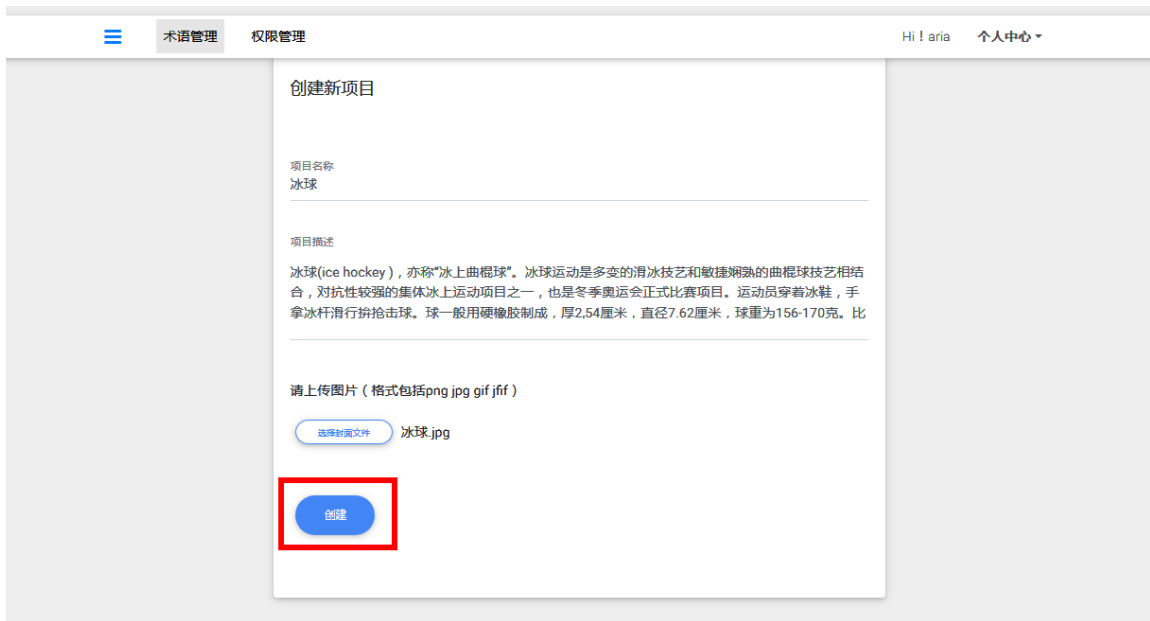 术语管理 权限管理 Hi！aria 个人中心
创建新项目
项目名称
冰球
项目描述
冰球(ice hockey)，亦称“冰上曲棍球”。冰球运动是多变的滑冰技艺和敏捷娴熟的曲棍球技艺相结
合，对抗性较强的集体冰上运动项目之一，也是冬季奥运会正式比赛项目。运动员穿着冰鞋，手
拿冰杆滑行拚抢击球。球一般用硬橡胶制成，厚2.54厘米，直径7.62厘米，球重为156-170克。比
请上传图片（格式包括png jpg gif jfif）
选择封面文件 冰球.jpg
创建